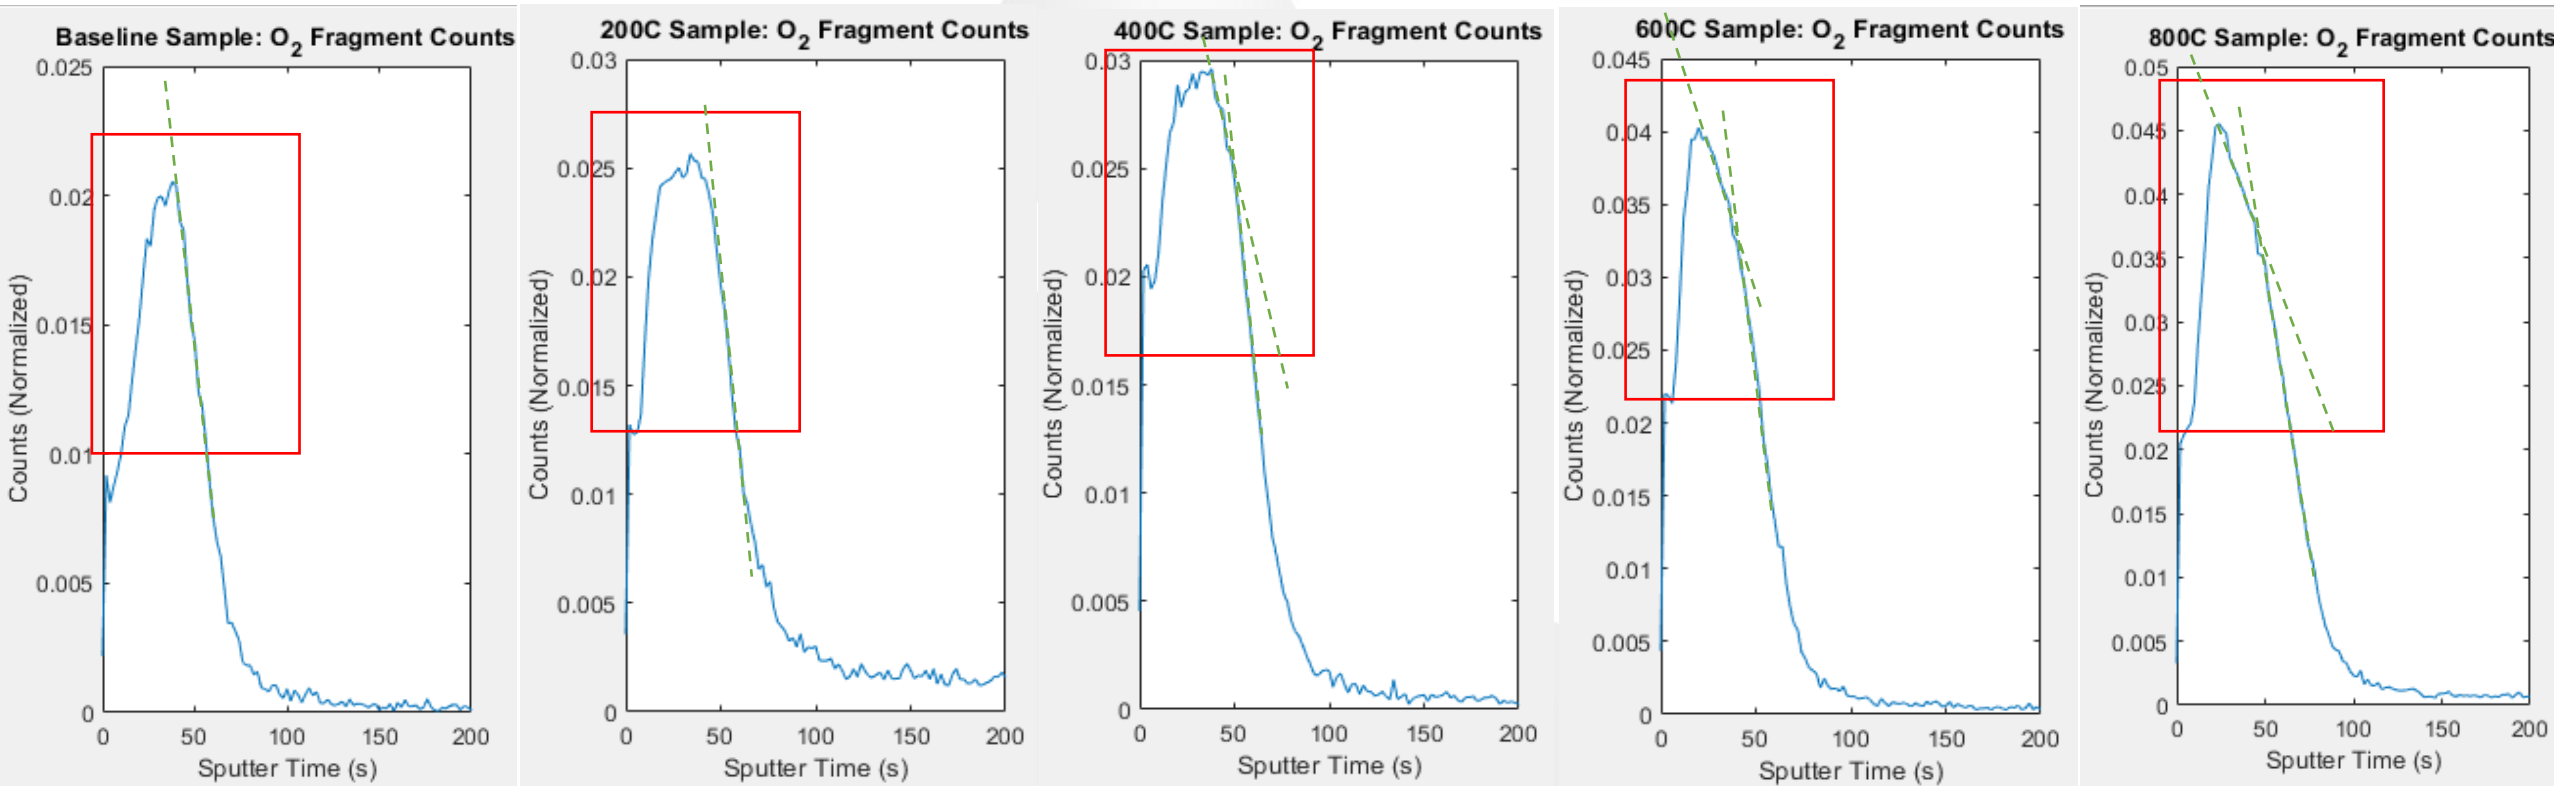 Baseline Sample: O2 Fragment Counts
0.025
0.02
0.015
0.01
0.005
0
0 50 100 150 200
Counts (Normalized)
Sputter Time (s)
200C Sample: O2 Fragment Counts
0.03
0.025
0.02
0.015
0.01
0.005
0
0 50 100 150 200
Counts (Normalized)
Sputter Time (s)
400C Sample: O2 Fragment Counts
0.03
0.025
0.02
0.015
0.01
0.005
0
0 50 100 150 200
Counts (Normalized)
Sputter Time (s)
600C Sample: O2 Fragment Counts
0.045
0.04
0.035
0.03
0.025
0.02
0.015
0.01
0.005
0
0 50 100 150 200
Counts (Normalized)
Sputter Time (s)
800C Sample: O2 Fragment Counts
0.05
0.045
0.04
0.035
0.03
0.025
0.02
0.015
0.01
0.005
0
0 50 100 150 200
Counts (Normalized)
Sputter Time (s)